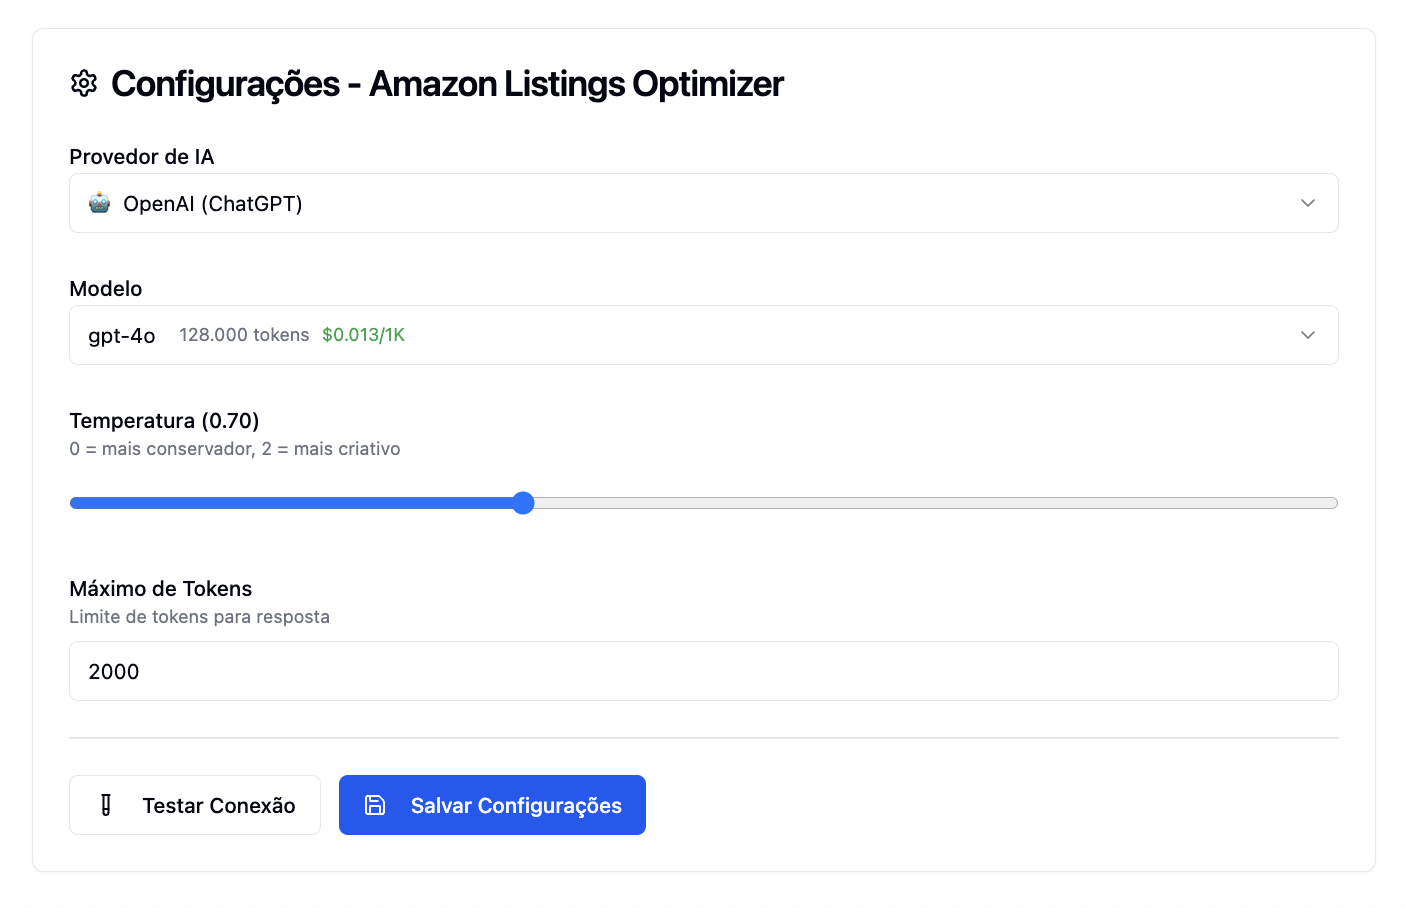 Configurações - Amazon Listings Optimizer
Provedor de IA
OpenAI (ChatGPT)
Modelo
gpt-4o 128.000 tokens $0.013/1K
Temperatura (0.70)
0 = mais conservador, 2 = mais criativo
Máximo de Tokens
Limite de tokens para resposta
2000
Testar Conexão Salvar Configurações